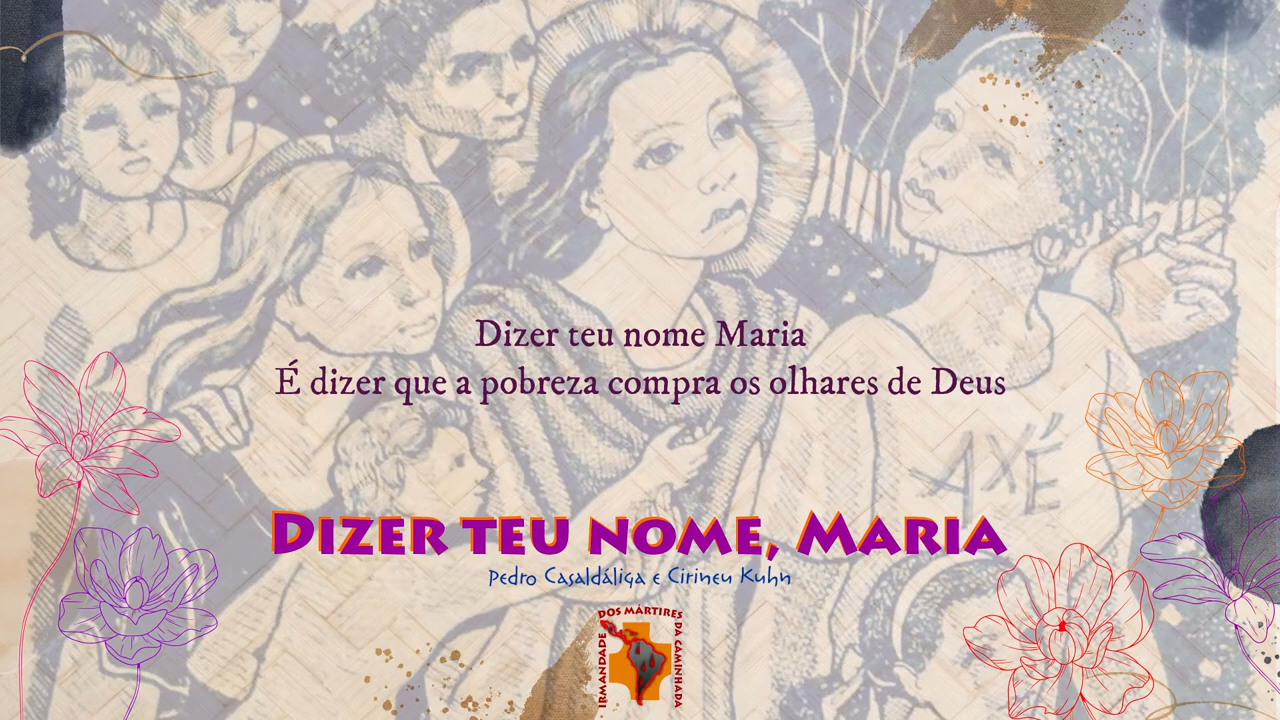 Dizer teu nome Maria
É dizer que a pobreza compra os olhares de Deus
AXÉ
DIZER TEU NOME, MARIA
Pedro Casaldáliga e Cirineu Kuhn
IRMANDADE DOS MÁRTIRES DA CAMINHADA